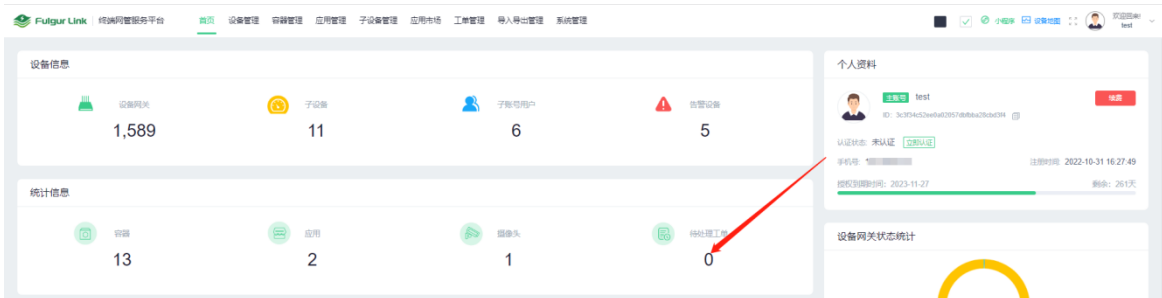 Fulgur Link 终端网管服务平台 首页 设备管理 容器管理 应用管理 子设备管理 应用市场 工单管理 导入导出管理 系统管理 小程序 设备地图 欢迎回来!
test
设备信息
设备网关 子设备 子账号用户 告警设备
1,589 11 6 5
统计信息
容器 应用 摄像头 待处理工单
13 2 1 0
个人资料
主账号 test 续费
认证状态: 未认证 立即认证
手机号: 注册时间: 2022-10-31 16:27:49
授权到期时间: 2023-11-27 剩余: 261天
设备网关状态统计